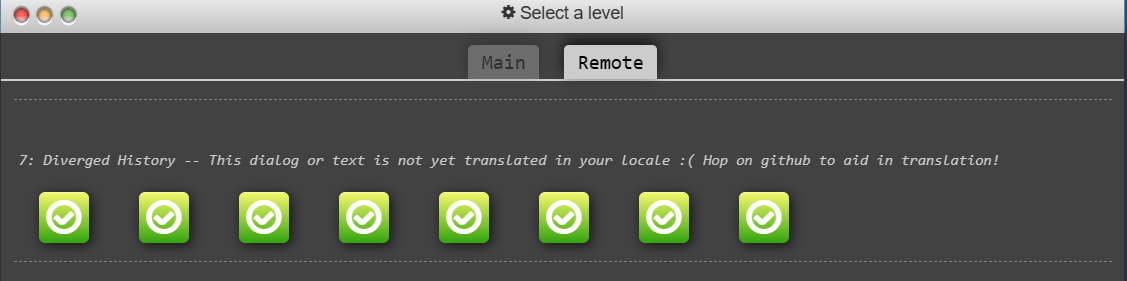 Select a level
Main
Remote
7: Diverged History -- This dialog or text is not yet translated in your locale :( Hop on github to aid in translation!